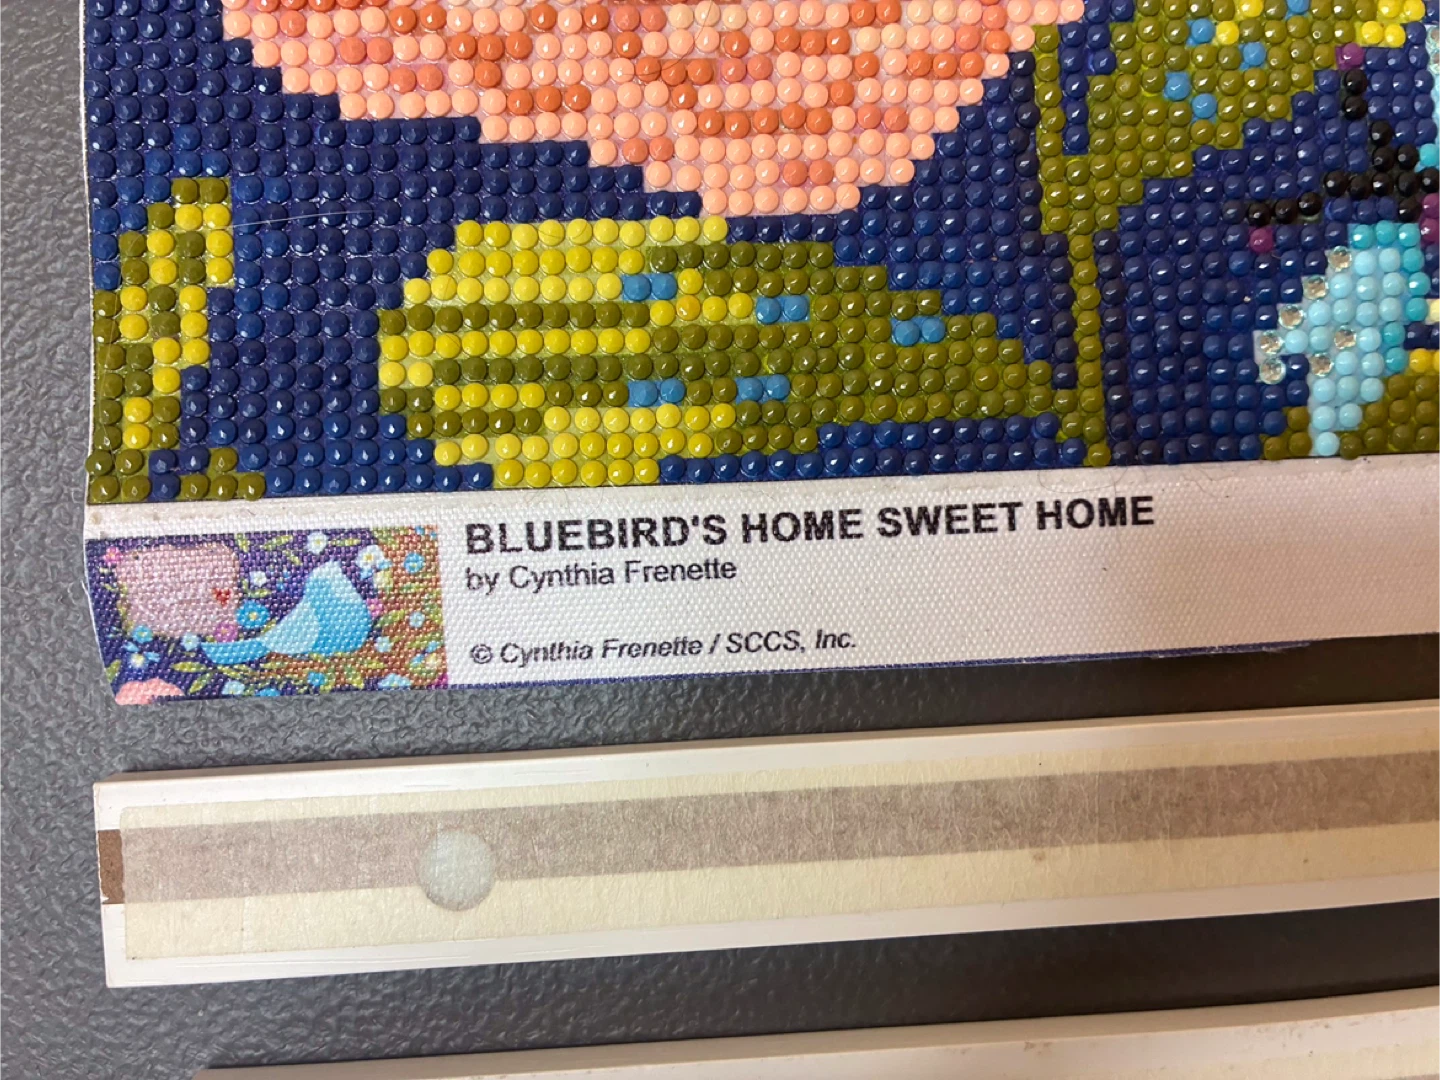 BLUEBIRD'S HOME SWEET HOME
by Cynthia Frenette
© Cynthia Frenette / SCCS, Inc.